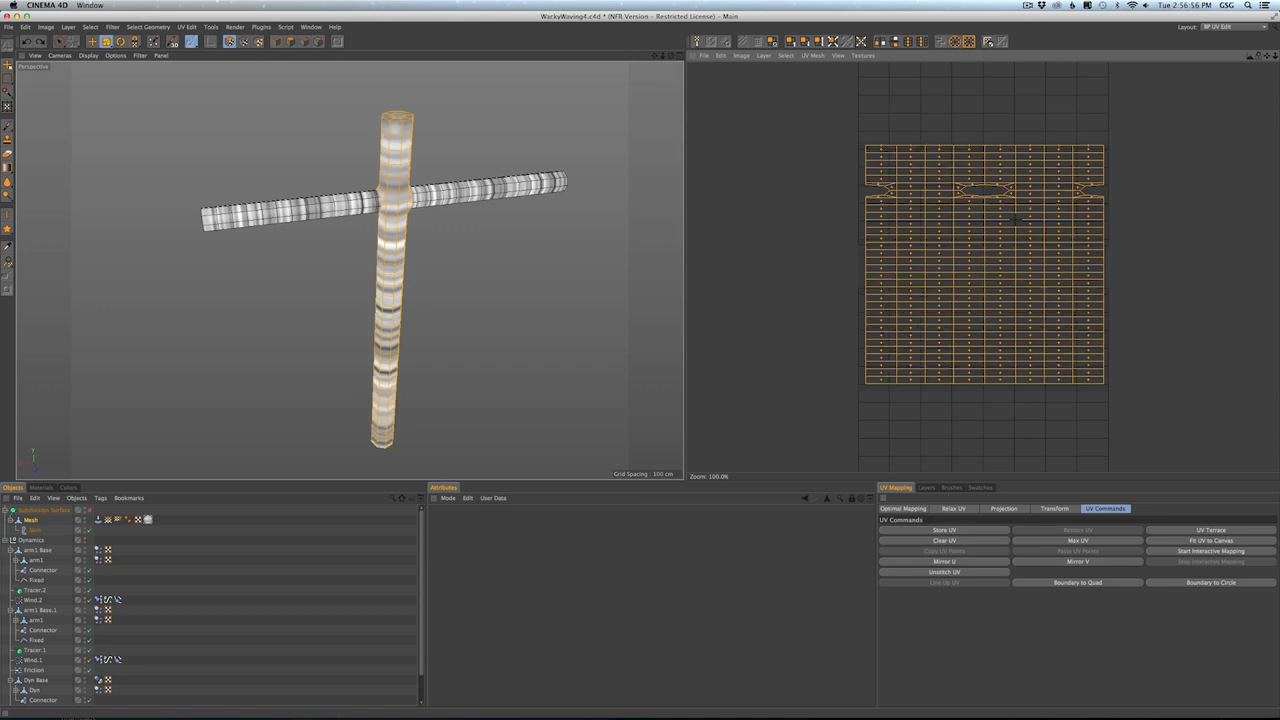 CINEMA 4D Window
Tue 2:56:56 PM GSG
WackyWaving4.c4d * (NFR - Restricted License) - Main
File Edit Image Layer Select Select Geometry UV Edit Tools Render Plugins Script Window Help
Layout: BP UV Edit
View Cameras Display Options Filter Panel
File Edit Image Layer Select UV Mesh View Textures
Perspective
Grid Spacing : 100 cm
Zoom: 100.0%
Objects Materials Colors
Attributes
UV Mapping Layers Brushes Swatches
File Edit View Objects Tags Bookmarks
Mode Edit User Data
Optimal Mapping Relax UV Projection Transform UV Commands
UV Commands
Store UV Restore UV UV Terrace
Clear UV Max UV Fit UV to Canvas
Copy UV Points Paste UV Points Start Interactive Mapping
Mirror U Mirror V Stop Interactive Mapping
Unstitch UV
Line Up UV Boundary to Quad Boundary to Circle
Subdivision Surface
Mesh
Skin
Dynamics
arm1 Base
arm1
Connector
Fixed
Tracer.2
Wind.2
arm1 Base.1
arm1
Connector
Fixed
Tracer.1
Wind.1
Friction
Dyn Base
Dyn
Connector